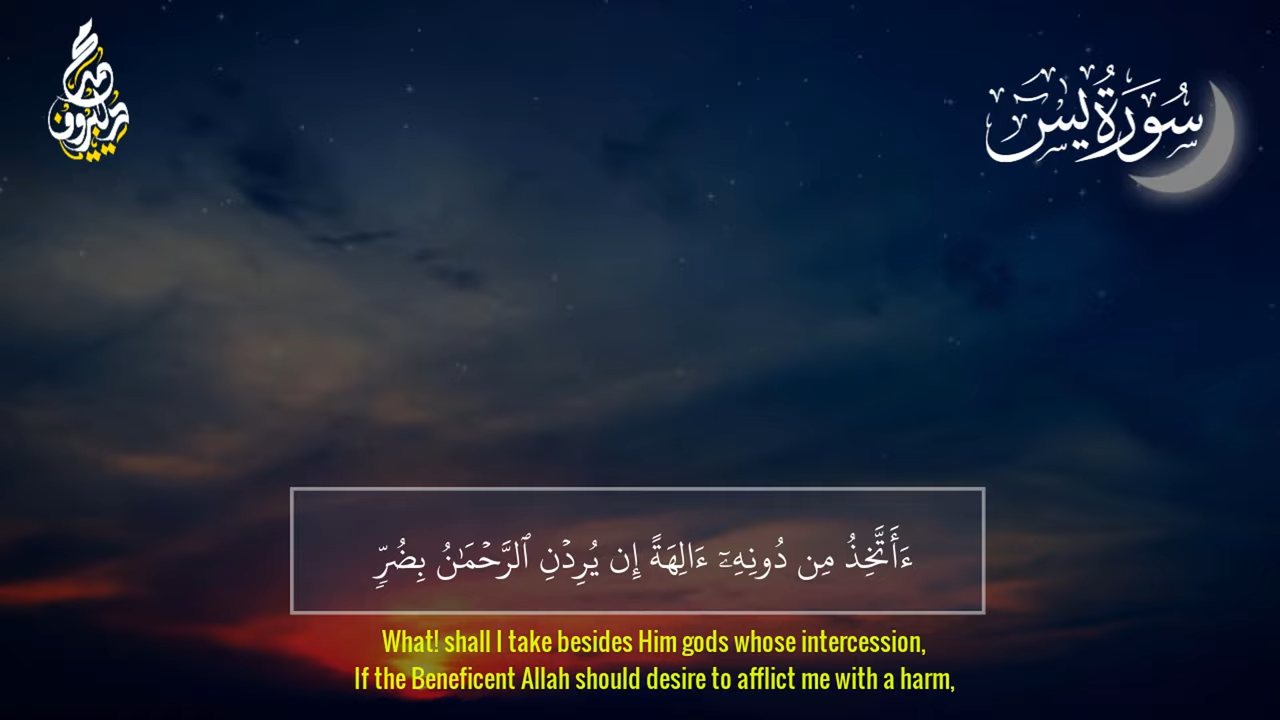 سُورَةُ يسٓ
ءَأَتَّخِذُ مِن دُونِهِۦٓ ءَالِهَةً إِن يُرِدْنِ ٱلرَّحْمَـٰنُ بِضُرٍّ
What! shall I take besides Him gods whose intercession,
If the Beneficent Allah should desire to afflict me with a harm,